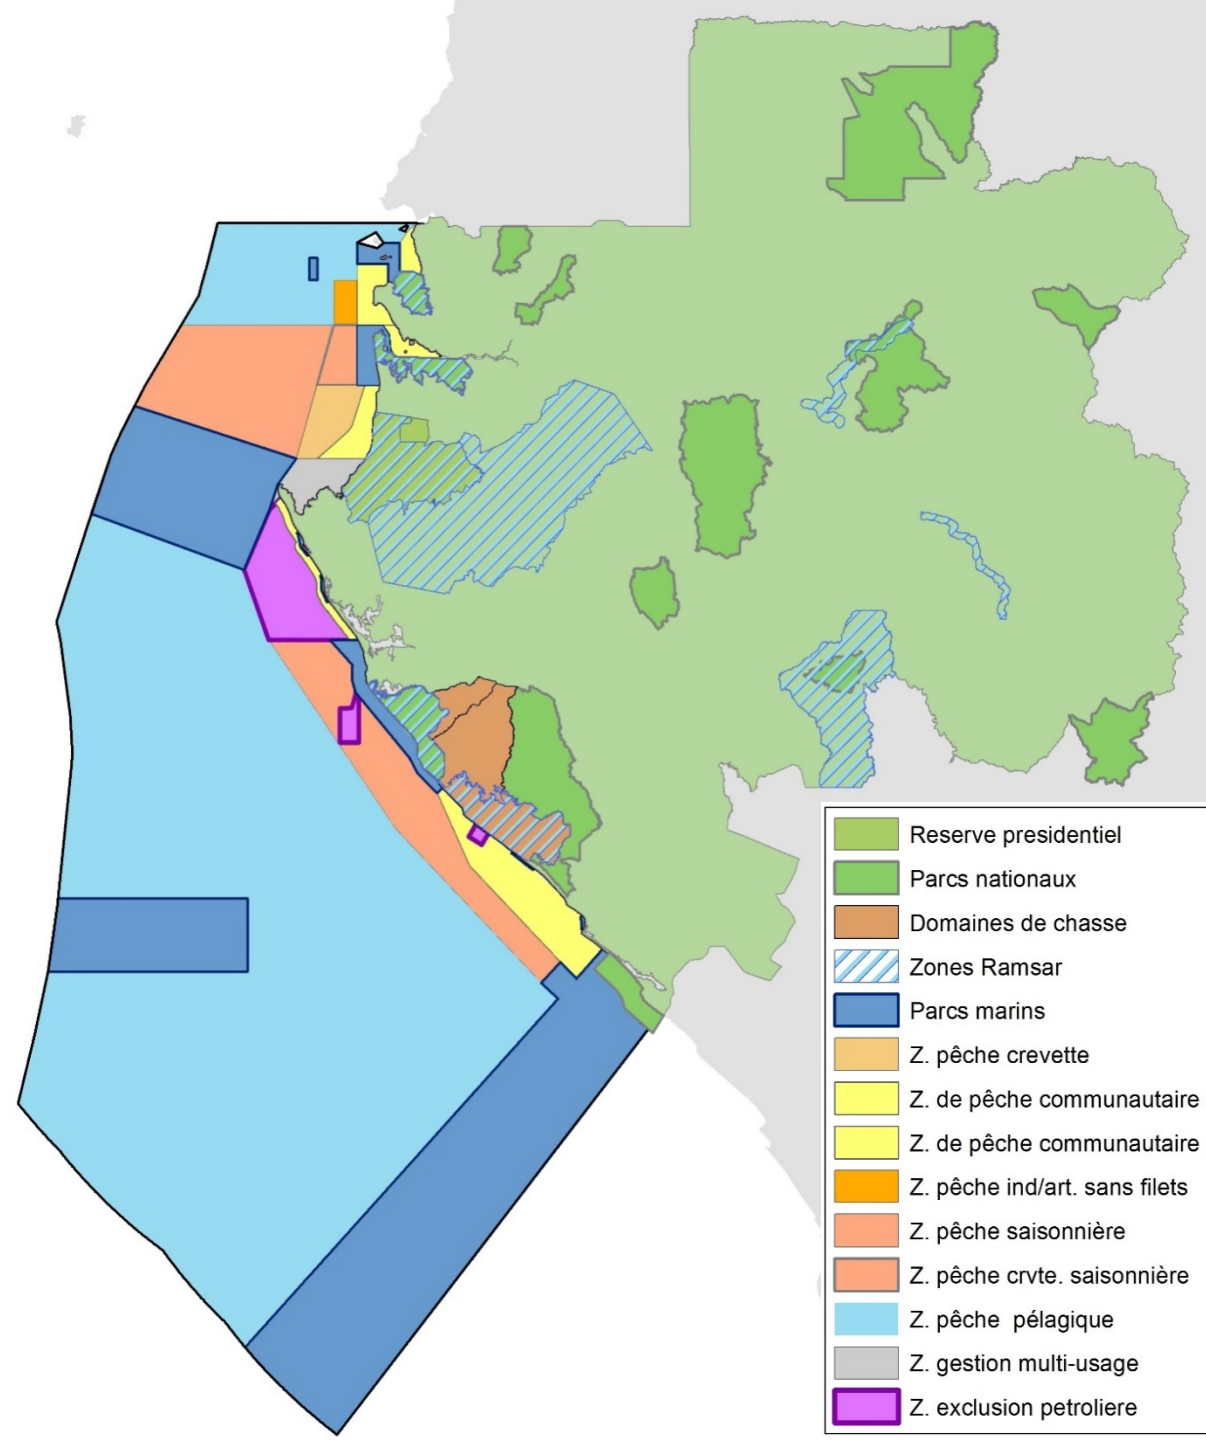 Reserve presidentiel
Parcs nationaux
Domaines de chasse
Zones Ramsar
Parcs marins
Z. pêche crevette
Z. de pêche communautaire
Z. de pêche communautaire
Z. pêche ind/art. sans filets
Z. pêche saisonnière
Z. pêche crvte. saisonnière
Z. pêche  pélagique
Z. gestion multi-usage
Z. exclusion petroliere